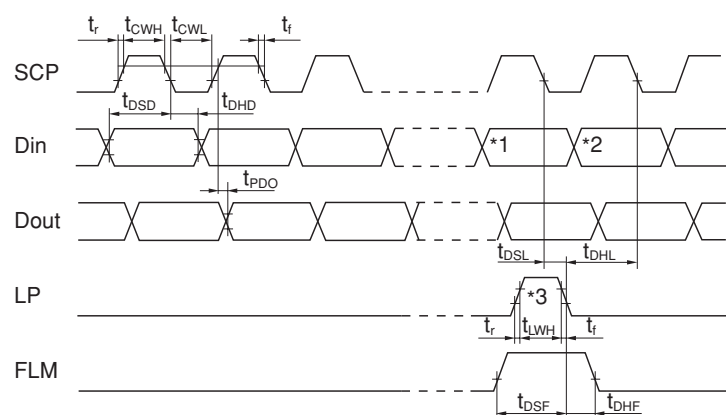 tr tCWH tCWL tf
SCP
tDSD tDHD
Din *1 *2
tPDO
Dout
tDSL tDHL
LP *3
tr tLWH tf
FLM
tDSF tDHF